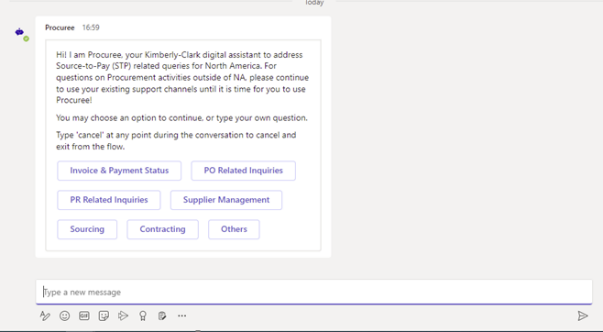 Today
Procuree 16:59
Hi! I am Procuree, your Kimberly-Clark digital assistant to address
Source-to-Pay (STP) related queries for North America. For
questions on Procurement activities outside of NA, please continue
to use your existing support channels until it is time for you to use
Procuree!
You may choose an option to continue, or type your own question.
Type 'cancel' at any point during the conversation to cancel and
exit from the flow.
Invoice & Payment Status PO Related Inquiries
PR Related Inquiries Supplier Management
Sourcing Contracting Others
Type a new message